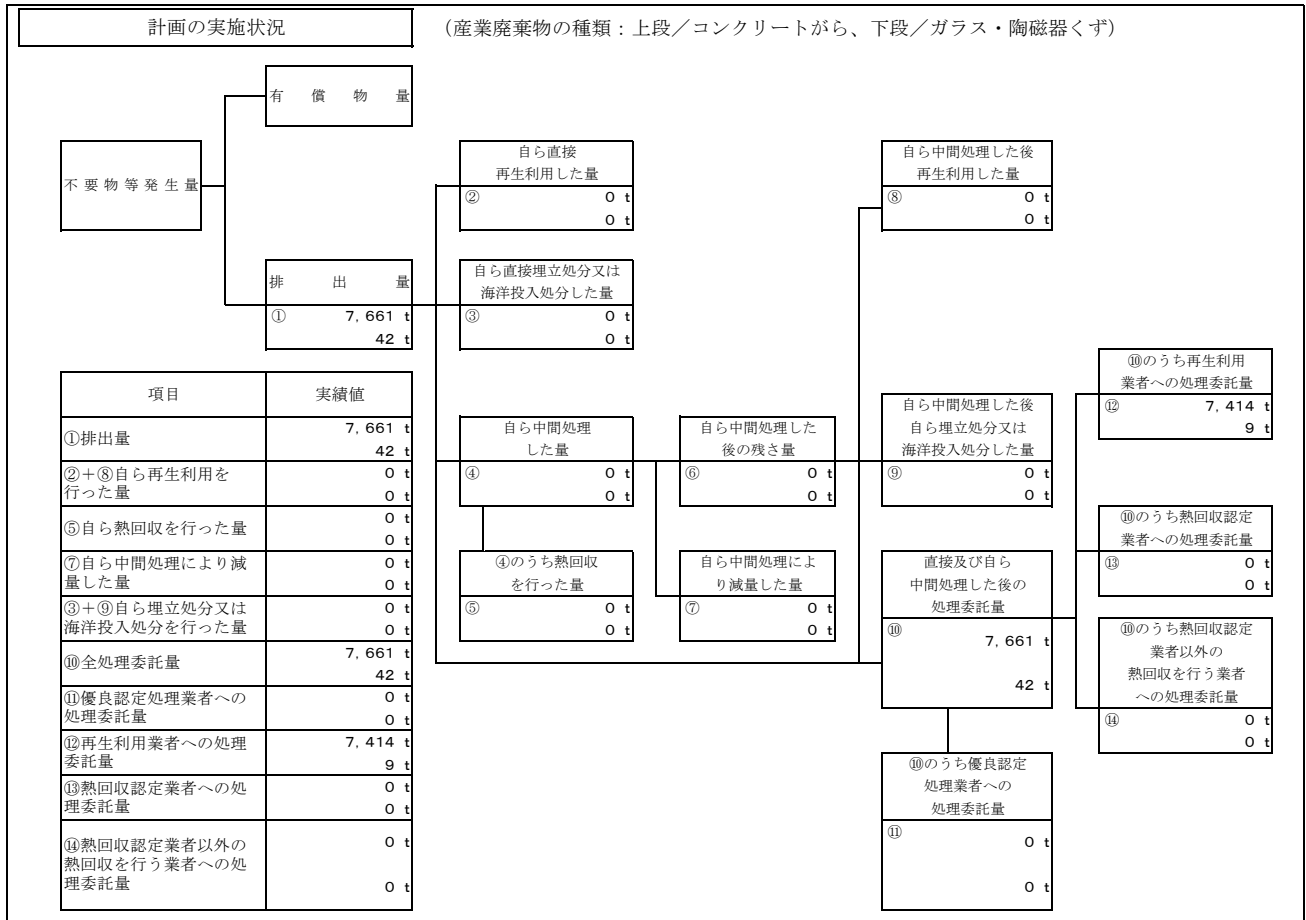 計画の実施状況
（産業廃棄物の種類：上段／コンクリートがら、下段／ガラス・陶磁器くず）
有償物量
不要物等発生量
自ら直接
再生利用した量
② 0 t
0 t
自ら中間処理した後
再生利用した量
⑧ 0 t
0 t
排出量
① 7,661 t
42 t
自ら直接埋立処分又は
海洋投入処分した量
③ 0 t
0 t
項目 実績値
①排出量
7,661 t
42 t
②＋⑧自ら再生利用を
行った量
0 t
0 t
⑤自ら熱回収を行った量
0 t
0 t
⑦自ら中間処理により減
量した量
0 t
0 t
③＋⑨自ら埋立処分又は
海洋投入処分を行った量
0 t
0 t
⑩全処理委託量
7,661 t
42 t
⑪優良認定処理業者への
処理委託量
0 t
0 t
⑫再生利用業者への処理
委託量
7,414 t
9 t
⑬熱回収認定業者への処
理委託量
0 t
0 t
⑭熱回収認定業者以外の
熱回収を行う業者への処
理委託量
0 t
0 t
自ら中間処理
した量
④ 0 t
0 t
自ら中間処理した
後の残さ量
⑥ 0 t
0 t
自ら中間処理した後
自ら埋立処分又は
海洋投入処分した量
⑨ 0 t
0 t
④のうち熱回収
を行った量
⑤ 0 t
0 t
自ら中間処理によ
り減量した量
⑦ 0 t
0 t
直接及び自ら
中間処理した後の
処理委託量
⑩ 7,661 t
42 t
⑩のうち優良認定
処理業者への
処理委託量
⑪ 0 t
0 t
⑩のうち再生利用
業者への処理委託量
⑫ 7,414 t
9 t
⑩のうち熱回収認定
業者への処理委託量
⑬ 0 t
0 t
⑩のうち熱回収認定
業者以外の
熱回収を行う業者
への処理委託量
⑭ 0 t
0 t